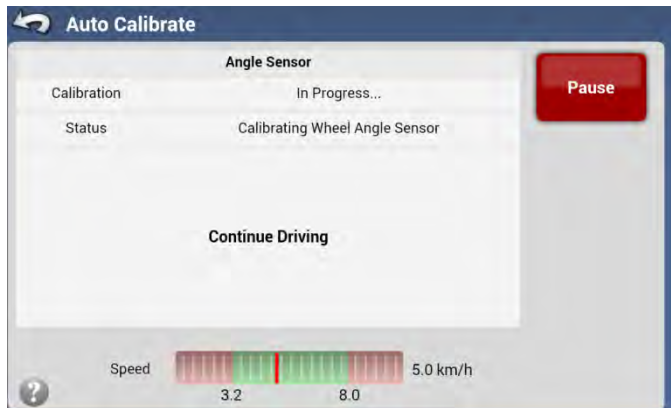 Auto Calibrate
Angle Sensor
Calibration In Progress...
Pause
Status Calibrating Wheel Angle Sensor
Continue Driving
Speed 5.0 km/h
3.2 8.0
?